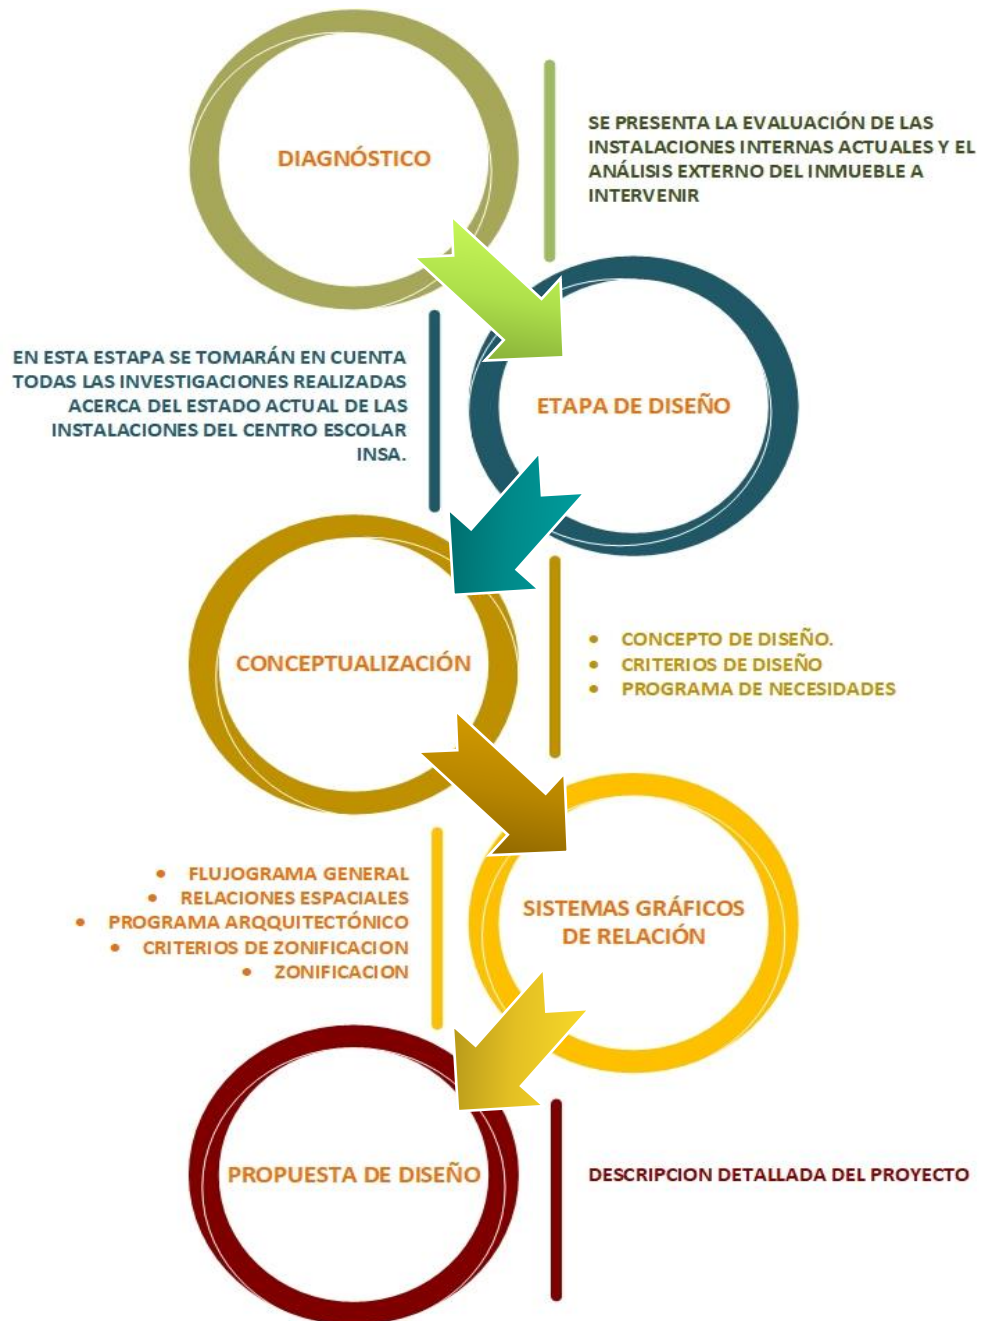 DIAGNÓSTICO
SE PRESENTA LA EVALUACIÓN DE LAS
INSTALACIONES INTERNAS ACTUALES Y EL
ANÁLISIS EXTERNO DEL INMUEBLE A
INTERVENIR
EN ESTA ESTAPA SE TOMARÁN EN CUENTA
TODAS LAS INVESTIGACIONES REALIZADAS
ACERCA DEL ESTADO ACTUAL DE LAS
INSTALACIONES DEL CENTRO ESCOLAR
INSA.
ETAPA DE DISEÑO
CONCEPTUALIZACIÓN
• CONCEPTO DE DISEÑO.
• CRITERIOS DE DISEÑO
• PROGRAMA DE NECESIDADES
• FLUJOGRAMA GENERAL
• RELACIONES ESPACIALES
• PROGRAMA ARQQUITECTÓNICO
• CRITERIOS DE ZONIFICACION
• ZONIFICACION
SISTEMAS GRÁFICOS
DE RELACIÓN
PROPUESTA DE DISEÑO
DESCRIPCION DETALLADA DEL PROYECTO